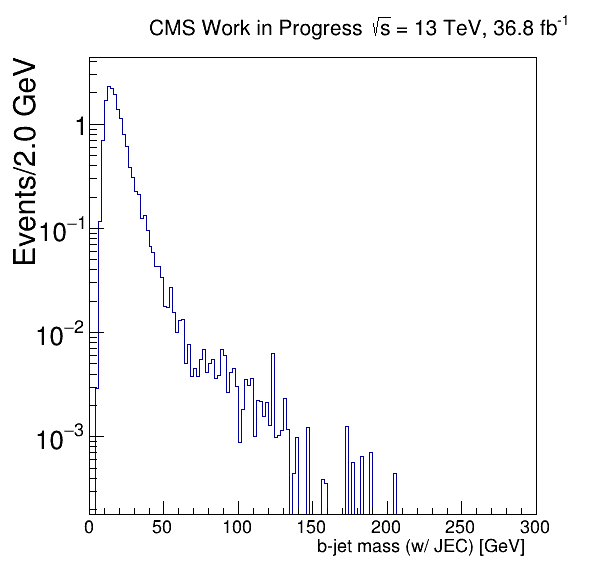 CMS Work in Progress √s = 13 TeV, 36.8 fb⁻¹
Events/2.0 GeV
1
10⁻¹
10⁻²
10⁻³
0 50 100 150 200 250 300
b-jet mass (w/ JEC) [GeV]